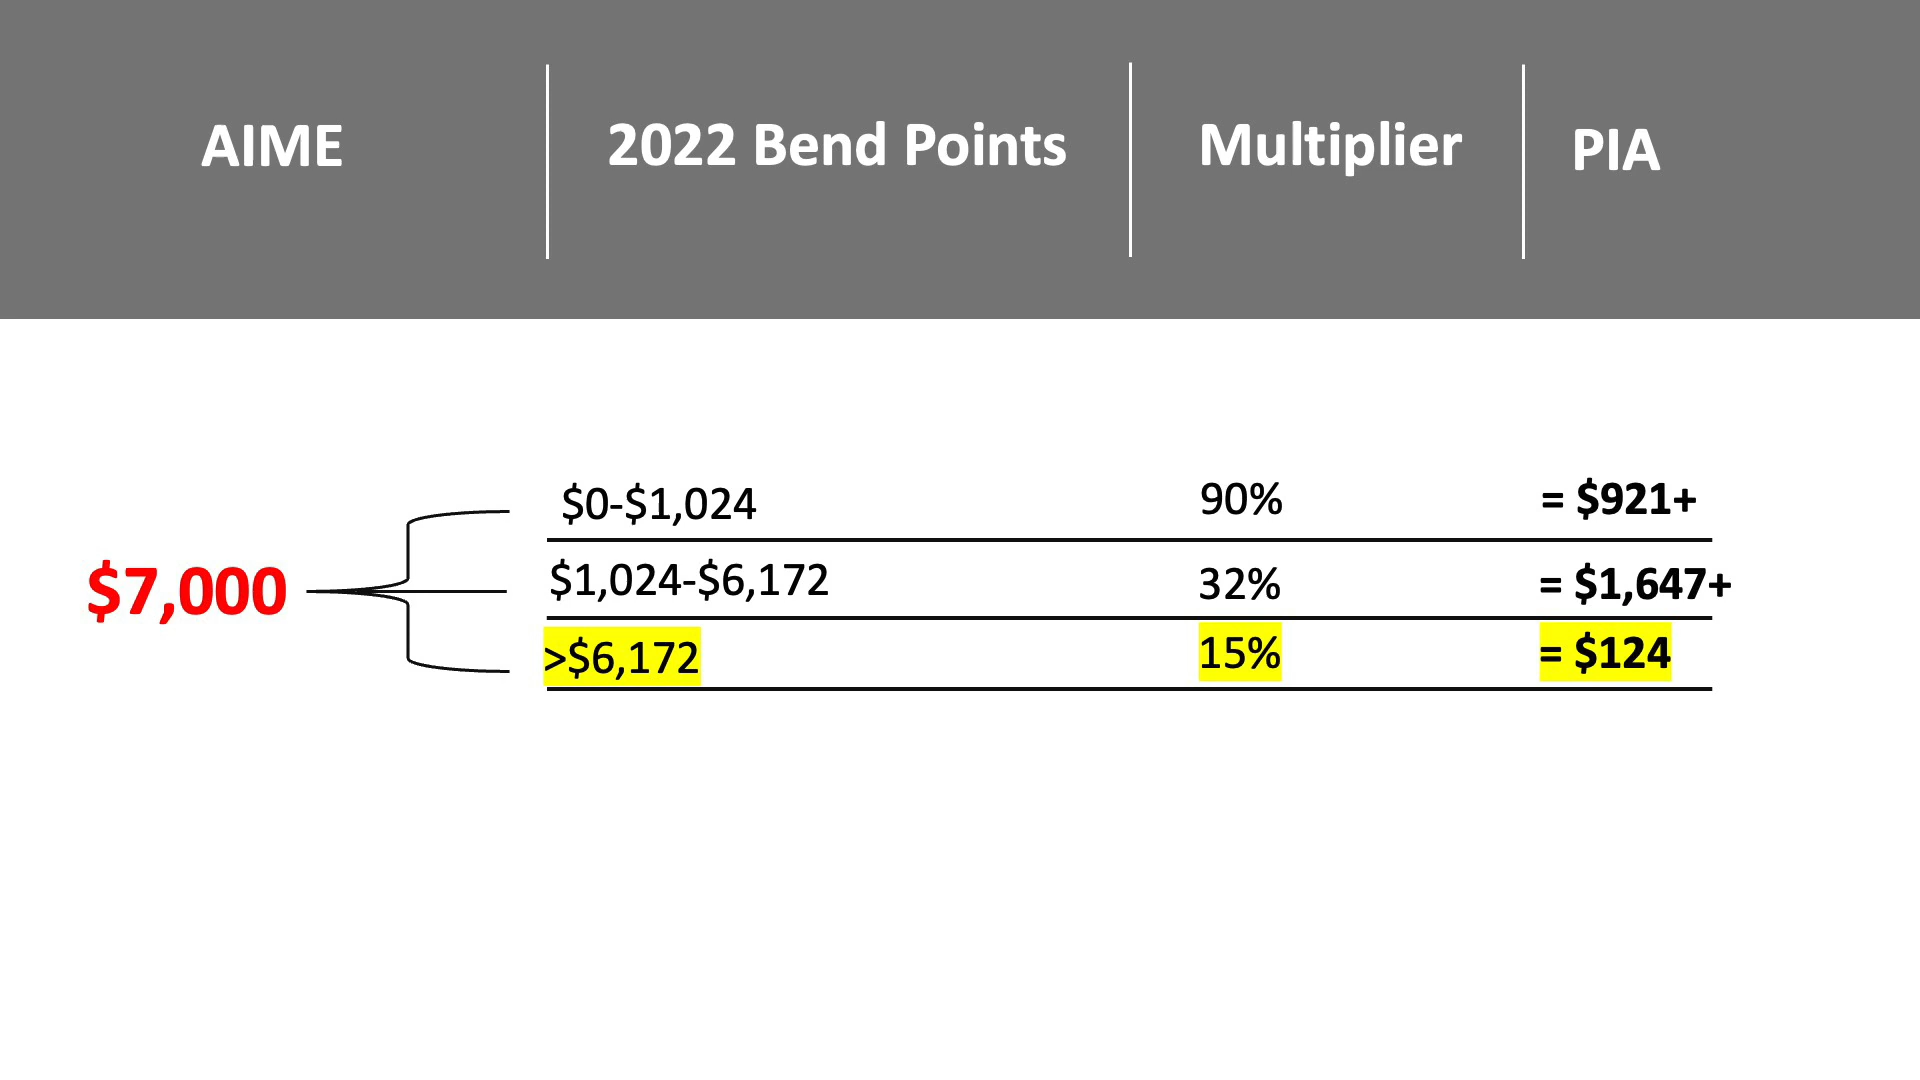 AIME 2022 Bend Points Multiplier PIA
$0-$1,024 90% = $921+
$7,000 $1,024-$6,172 32% = $1,647+
>$6,172 15% = $124